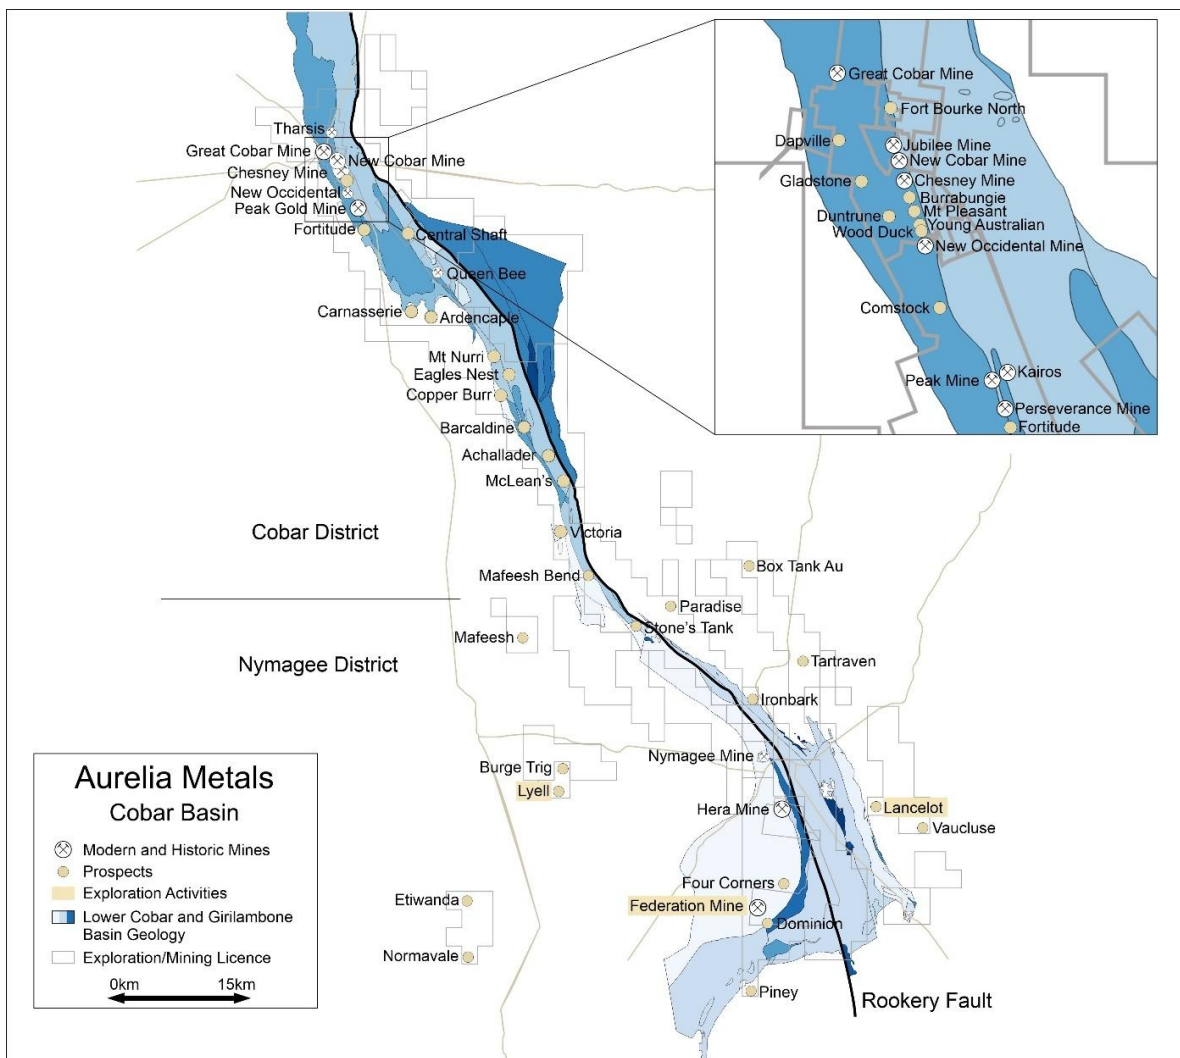 Tharsis
Great Cobar Mine
New Cobar Mine
Chesney Mine
New Occidental
Peak Gold Mine
Fortitude
Central Shaft
Queen Bee
Carnasserie
Ardencaple
Mt Nurri
Eagles Nest
Copper Burr
Barcaldine
Achallader
McLean's
Victoria
Cobar District
Mafeesh Bend
Box Tank Au
Paradise
Stone's Tank
Mafeesh
Nymagee District
Tartraven
Ironbark
Nymagee Mine
Burge Trig
Lyell
Hera Mine
Lancelot
Vaucluse
Four Corners
Etiwanda
Federation Mine
Dominion
Normavale
Piney
Rookery Fault
Great Cobar Mine
Fort Bourke North
Dapville
Jubilee Mine
New Cobar Mine
Gladstone
Chesney Mine
Burrabungie
Mt Pleasant
Duntrune
Young Australian
Wood Duck
New Occidental Mine
Comstock
Kairos
Peak Mine
Perseverance Mine
Fortitude
Aurelia Metals
Cobar Basin
Modern and Historic Mines
Prospects
Exploration Activities
Lower Cobar and Girilambone
Basin Geology
Exploration/Mining Licence
0km 15km